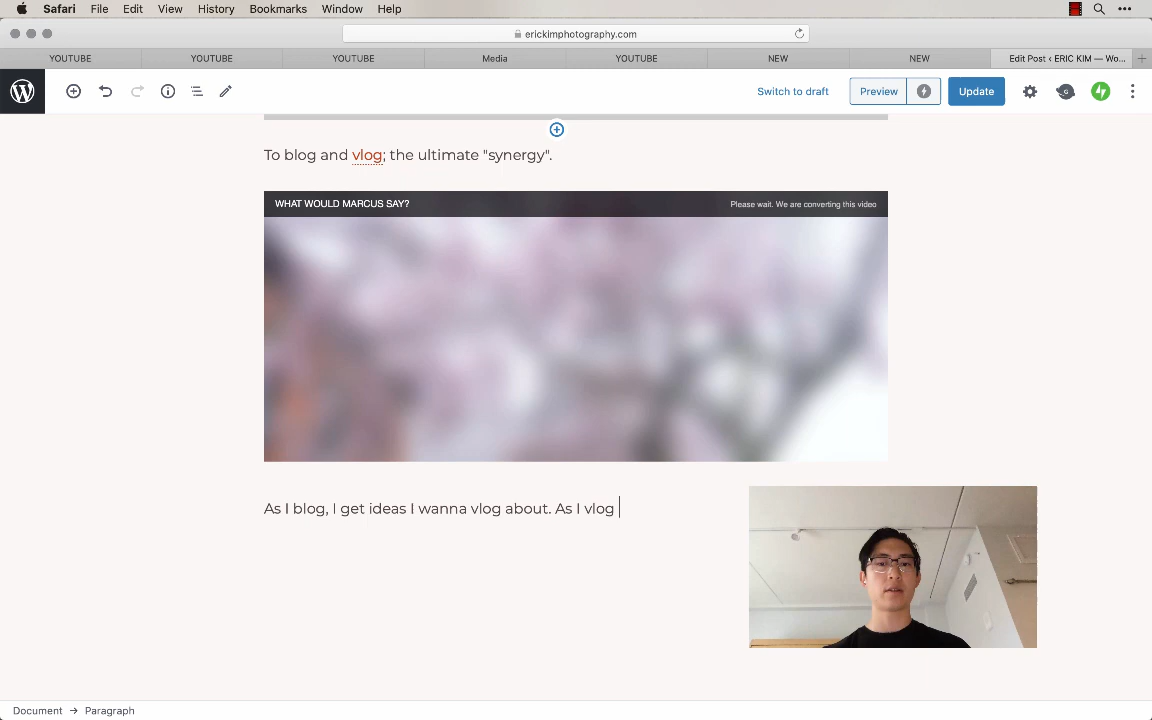 Safari File Edit View History Bookmarks Window Help
erickimphotography.com
YOUTUBE YOUTUBE YOUTUBE Media YOUTUBE NEW NEW Edit Post ‹ ERIC KIM — Wo...
Switch to draft Preview Update
To blog and vlog; the ultimate "synergy".
WHAT WOULD MARCUS SAY? Please wait. We are converting this video
As I blog, I get ideas I wanna vlog about. As I vlog
Document → Paragraph